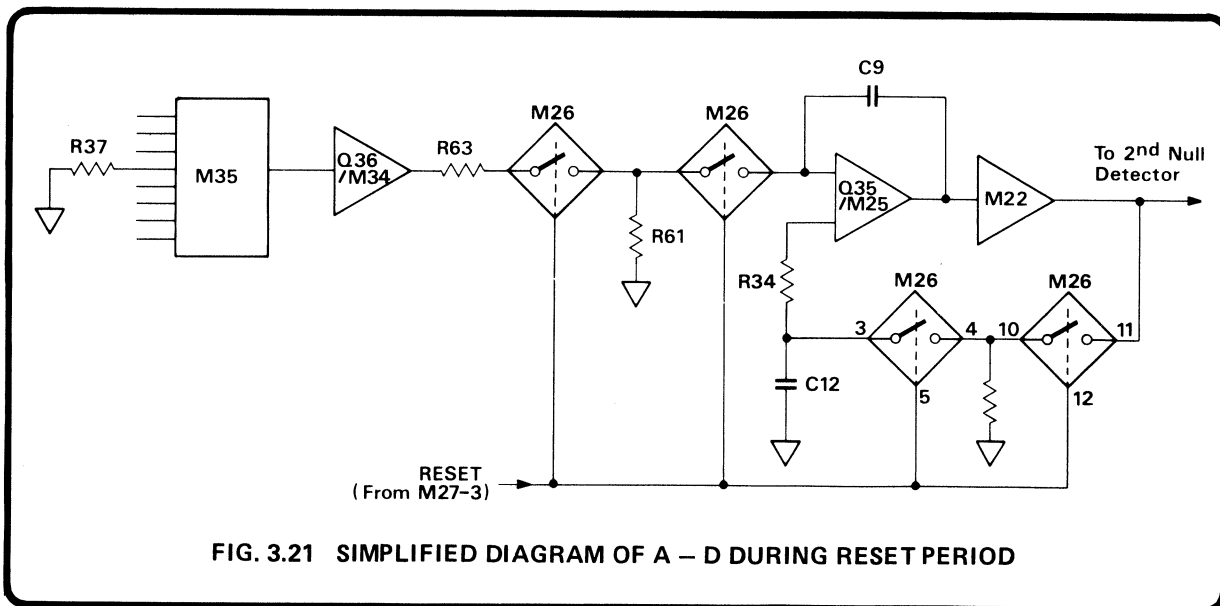 C9
M26
M26
R37
R63
M35
Q36
/M34
Q35
/M25
M22
To 2nd Null
Detector
R61
R34
M26
M26
3
4
10
11
C12
5
12
RESET
(From M27-3)
FIG. 3.21 SIMPLIFIED DIAGRAM OF A – D DURING RESET PERIOD